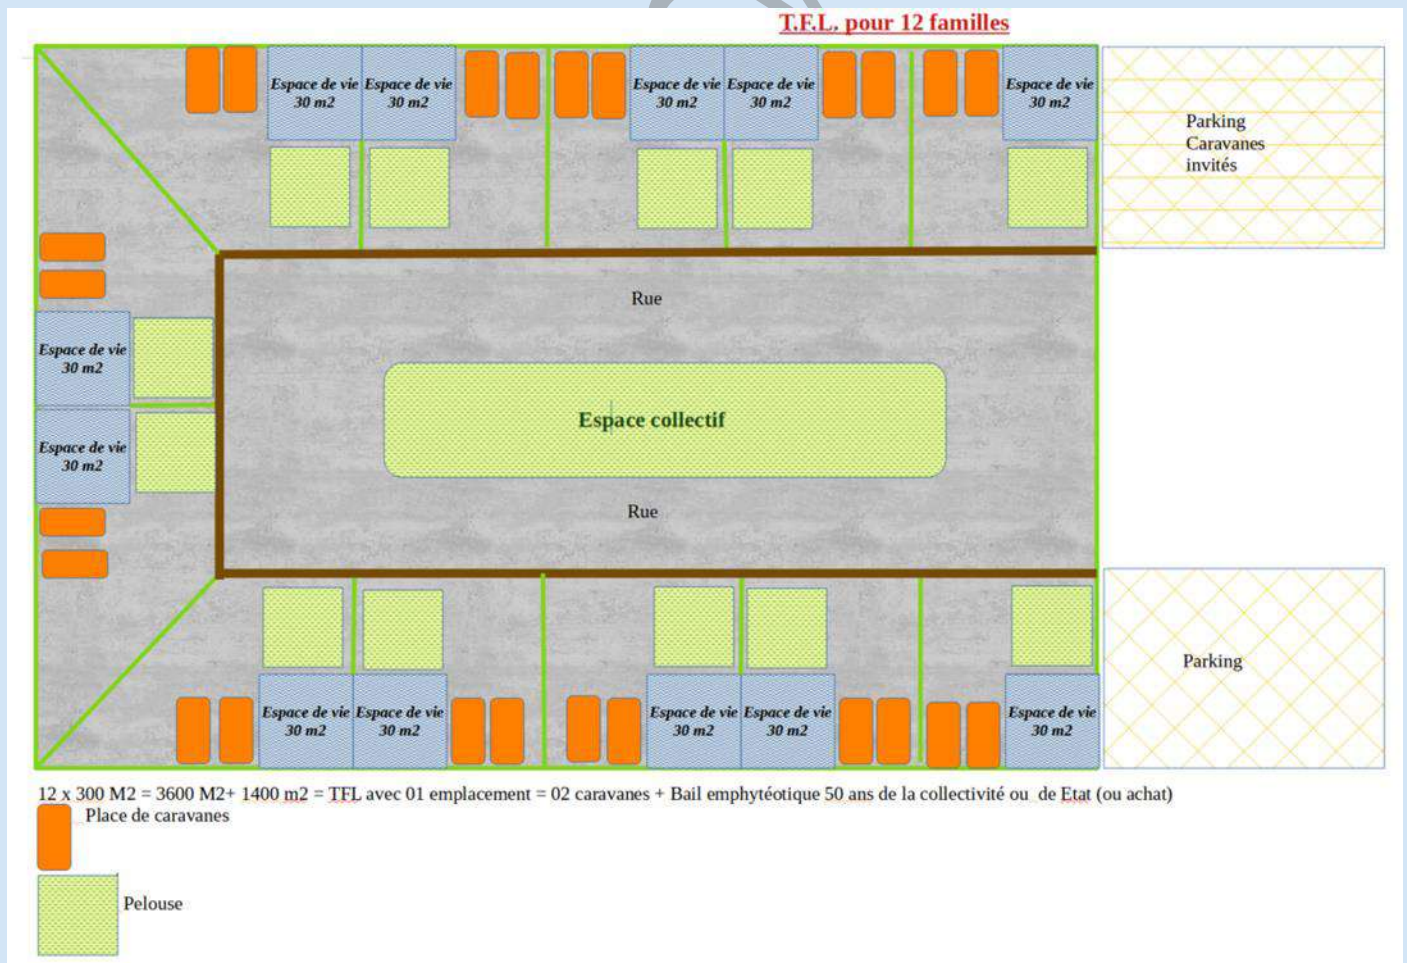 T.F.L. pour 12 familles
Espace de vie
30 m2
Espace de vie
30 m2
Espace de vie
30 m2
Espace de vie
30 m2
Espace de vie
30 m2
Parking
Caravanes
invités
Rue
Espace de vie
30 m2
Espace collectif
Espace de vie
30 m2
Rue
Parking
Espace de vie
30 m2
Espace de vie
30 m2
Espace de vie
30 m2
Espace de vie
30 m2
Espace de vie
30 m2
12 x 300 M2 = 3600 M2+ 1400 m2 = TFL avec 01 emplacement = 02 caravanes + Bail emphytéotique 50 ans de la collectivité ou de Etat (ou achat)
Place de caravanes
Pelouse